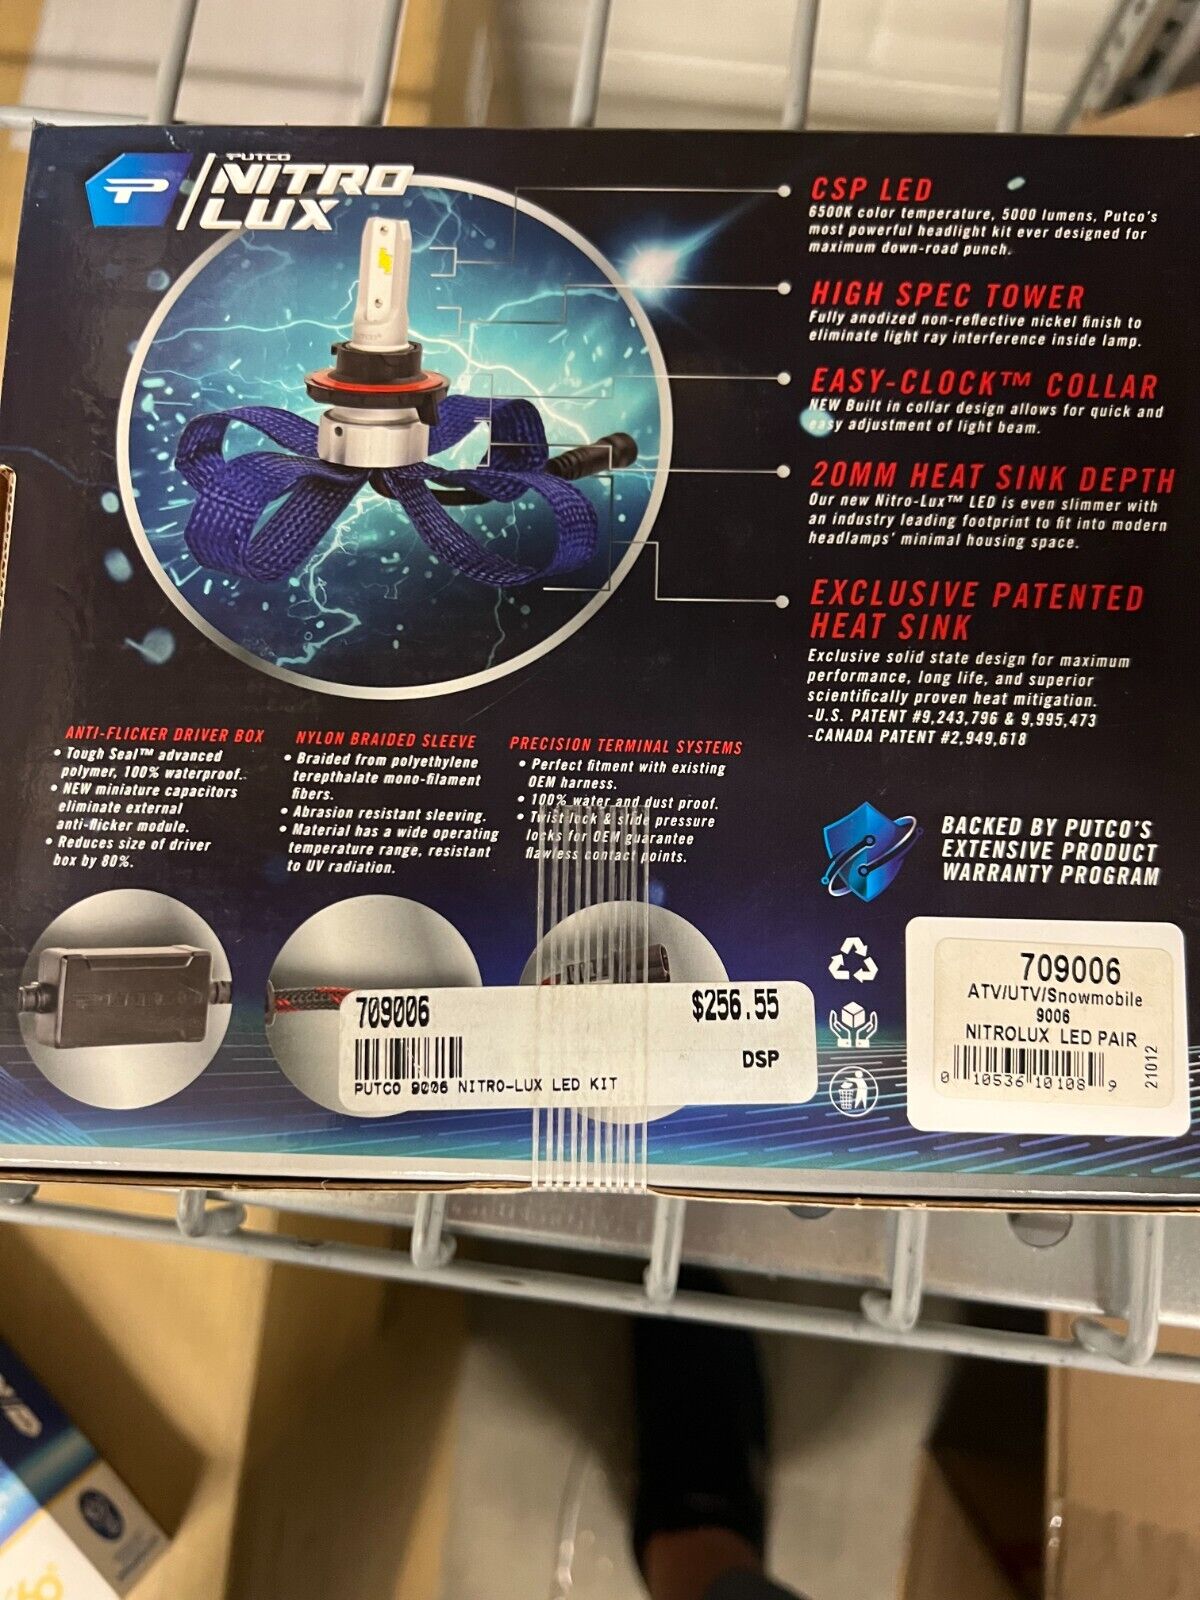 PUTCO
NITRO
LUX
CSP LED
6500K color temperature, 5000 lumens, Putco's
most powerful headlight kit ever designed for
maximum down-road punch.
HIGH SPEC TOWER
Fully anodized non-reflective nickel finish to
eliminate light ray interference inside lamp.
EASY-CLOCK™ COLLAR
NEW Built in collar design allows for quick and
easy adjustment of light beam.
20MM HEAT SINK DEPTH
Our new Nitro-Lux™ LED is even slimmer with
an industry leading footprint to fit into modern
headlamps' minimal housing space.
EXCLUSIVE PATENTED
HEAT SINK
Exclusive solid state design for maximum
performance, long life, and superior
scientifically proven heat mitigation.
-U.S. PATENT #9,243,796 & 9,995,473
-CANADA PATENT #2,949,618
ANTI-FLICKER DRIVER BOX
• Tough Seal™ advanced
polymer, 100% waterproof.
• NEW miniature capacitors
eliminate external
anti-flicker module.
• Reduces size of driver
box by 80%.
NYLON BRAIDED SLEEVE
• Braided from polyethylene
terepthalate mono-filament
fibers.
• Abrasion resistant sleeving.
• Material has a wide operating
temperature range, resistant
to UV radiation.
PRECISION TERMINAL SYSTEMS
• Perfect fitment with existing
OEM harness.
• 100% water and dust proof.
• Twist-lock & slide pressure
locks for OEM guarantee
flawless contact points.
BACKED BY PUTCO'S
EXTENSIVE PRODUCT
WARRANTY PROGRAM
709006
$256.55
DSP
PUTCO 9006 NITRO-LUX LED KIT
709006
ATV/UTV/Snowmobile
9006
NITROLUX LED PAIR
0 10536 10108 9
21012